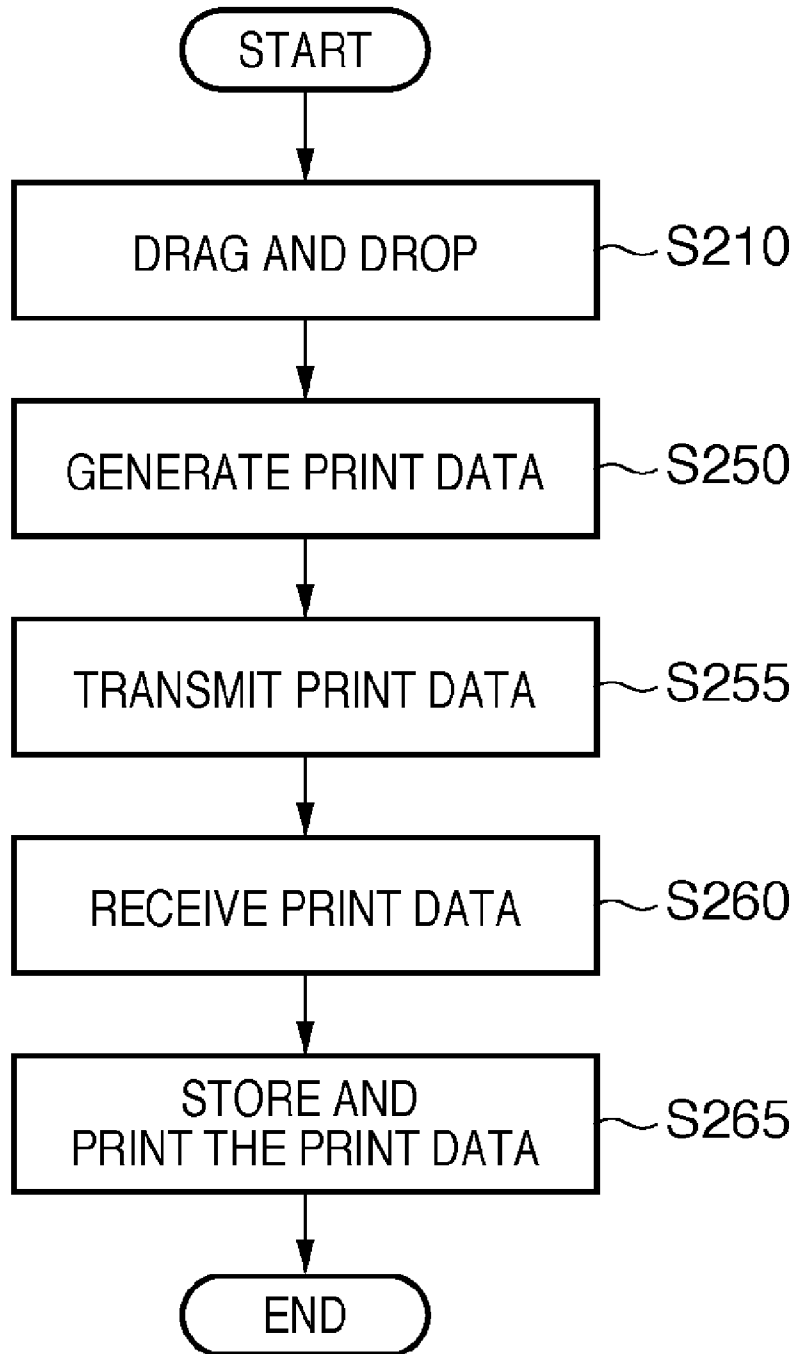 START
DRAG AND DROP
S210
GENERATE PRINT DATA
S250
TRANSMIT PRINT DATA
S255
RECEIVE PRINT DATA
S260
STORE AND
PRINT THE PRINT DATA
S265
END